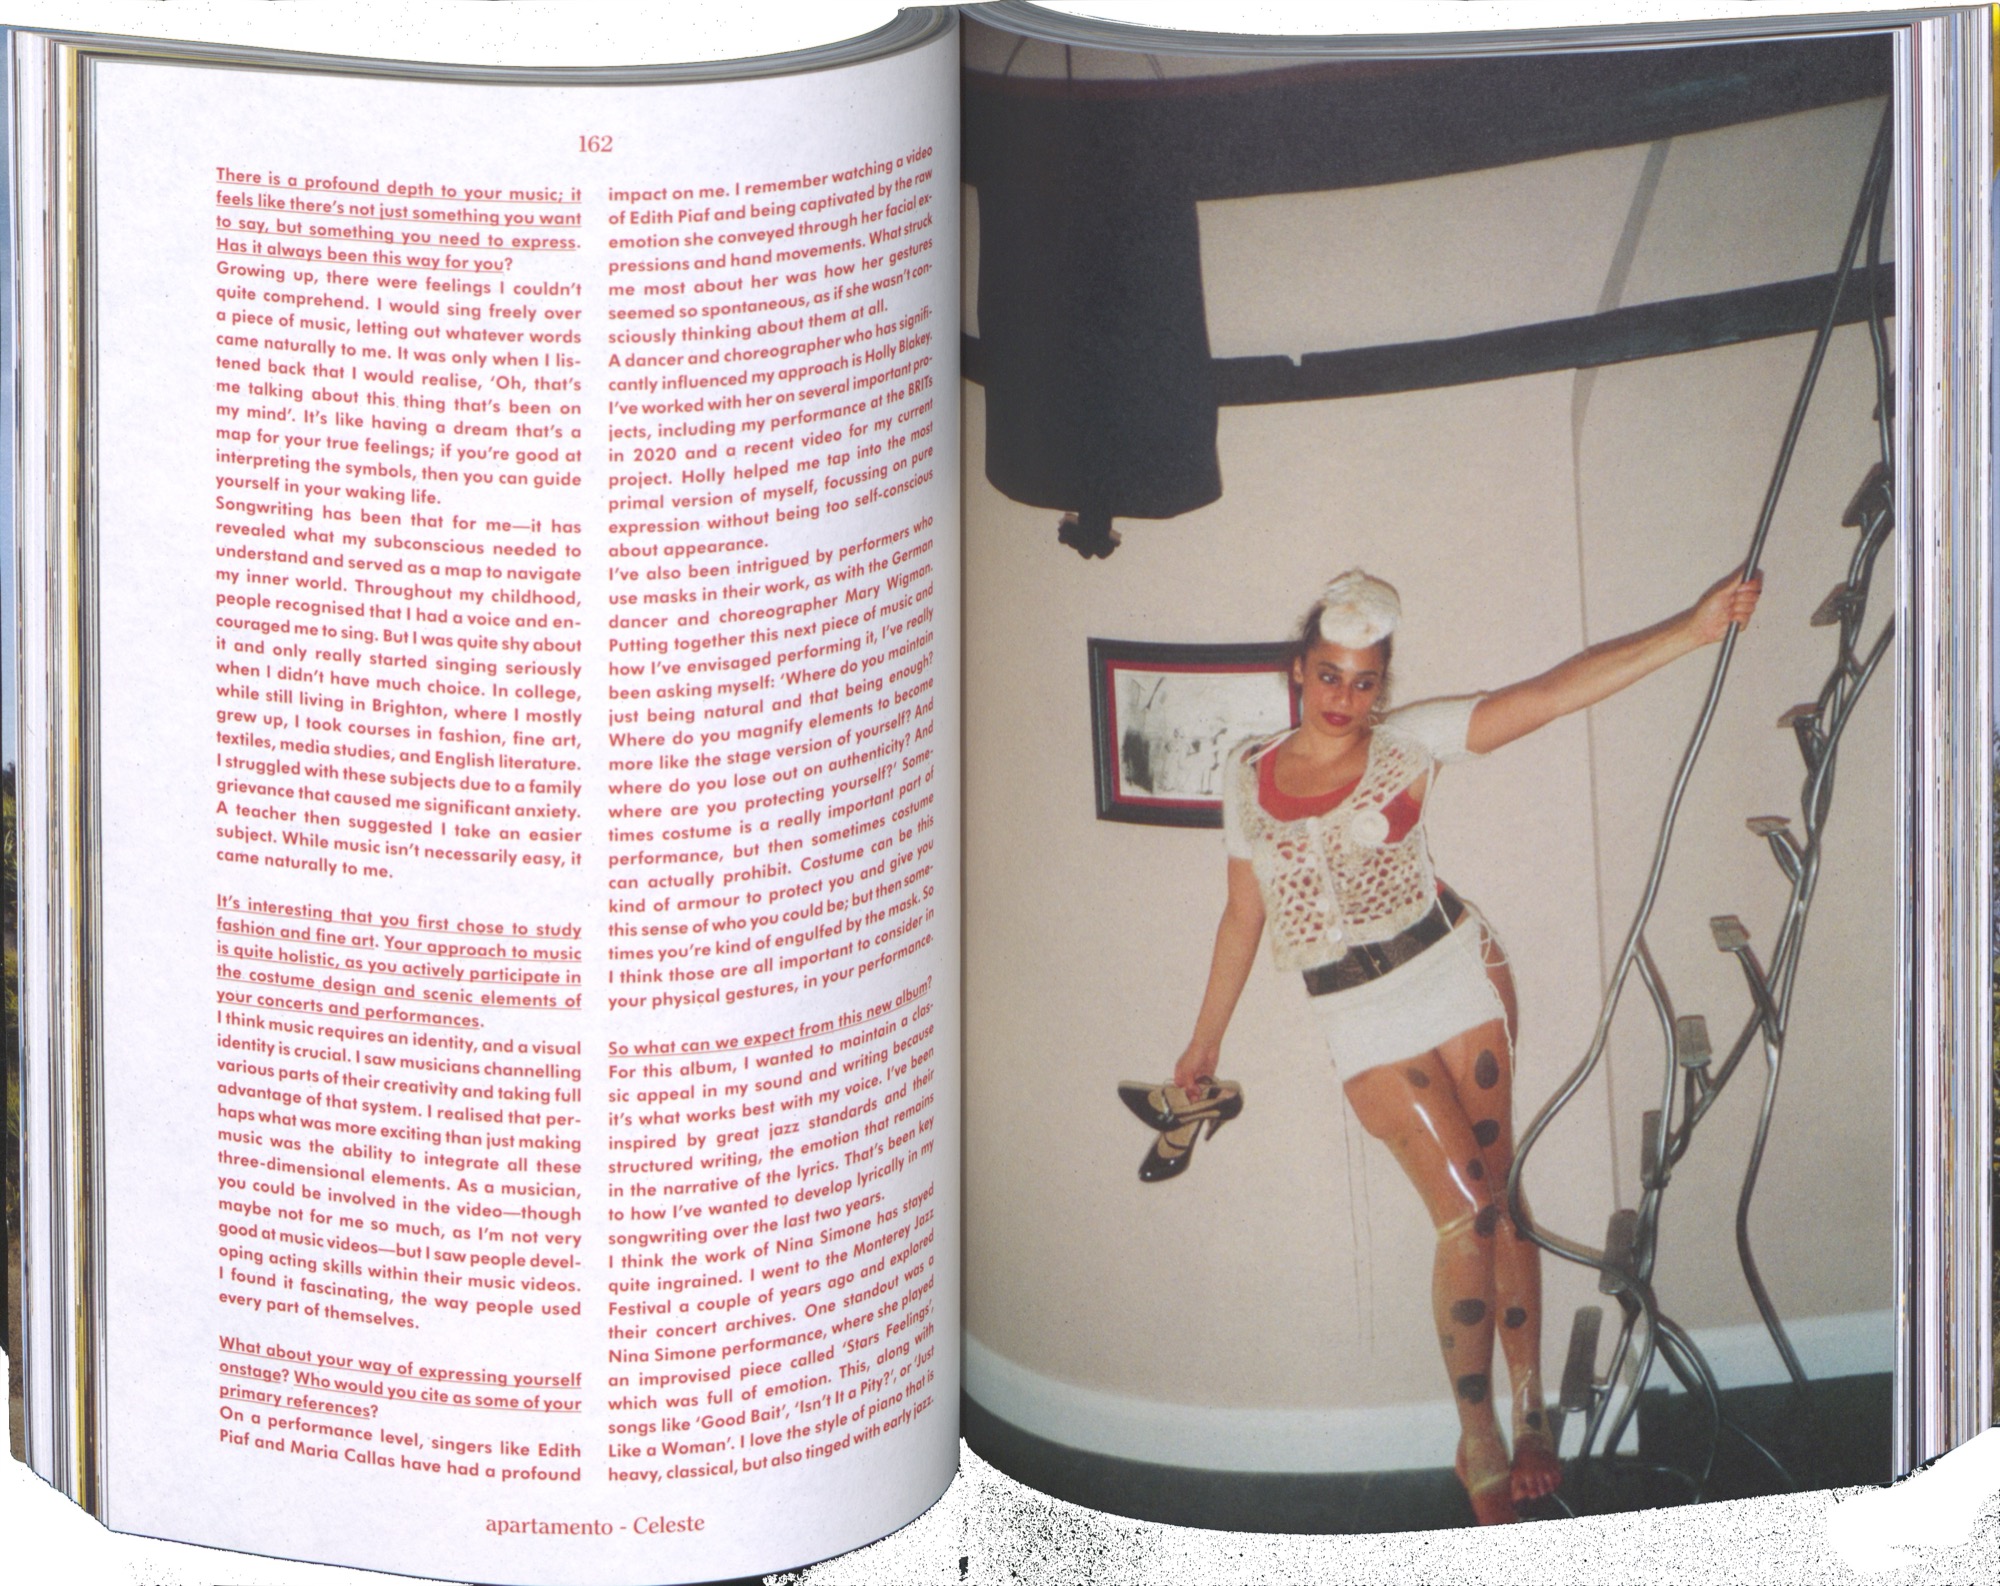 162
There is a profound depth to your music; it
feels like there's not just something you want
to say, but something you need to express.
Has it always been this way for you?
Growing up, there were feelings I couldn't
quite comprehend. I would sing freely over
a piece of music, letting out whatever words
came naturally to me. It was only when I lis-
tened back that I would realise, 'Oh, that's
me talking about this thing that's been on
my mind'. It's like having a dream that's a
map for your true feelings; if you're good at
interpreting the symbols, then you can guide
yourself in your waking life.
Songwriting has been that for me—it has
revealed what my subconscious needed to
understand and served as a map to navigate
my inner world. Throughout my childhood,
people recognised that I had a voice and en-
couraged me to sing. But I was quite shy about
it and only really started singing seriously
when I didn't have much choice. In college,
while still living in Brighton, where I mostly
grew up, I took courses in fashion, fine art,
textiles, media studies, and English literature.
I struggled with these subjects due to a family
grievance that caused me significant anxiety.
A teacher then suggested I take an easier
subject. While music isn't necessarily easy, it
came naturally to me.
It's interesting that you first chose to study
fashion and fine art. Your approach to music
is quite holistic, as you actively participate in
the costume design and scenic elements of
your concerts and performances.
I think music requires an identity, and a visual
identity is crucial. I saw musicians channelling
various parts of their creativity and taking full
advantage of that system. I realised that per-
haps what was more exciting than just making
music was the ability to integrate all these
three-dimensional elements. As a musician,
you could be involved in the video—though
maybe not for me so much, as I'm not very
good at music videos—but I saw people devel-
oping acting skills within their music videos.
I found it fascinating, the way people used
every part of themselves.
What about your way of expressing yourself
onstage? Who would you cite as some of your
primary references?
On a performance level, singers like Edith
Piaf and Maria Callas have had a profound
impact on me. I remember watching a video
of Edith Piaf and being captivated by the raw
emotion she conveyed through her facial ex-
pressions and hand movements. What struck
me most about her was how her gestures
seemed so spontaneous, as if she wasn't con-
sciously thinking about them at all.
A dancer and choreographer who has signifi-
cantly influenced my approach is Holly Blakey.
I've worked with her on several important pro-
jects, including my performance at the BRITs
in 2020 and a recent video for my current
project. Holly helped me tap into the most
primal version of myself, focussing on pure
expression without being too self-conscious
about appearance.
I've also been intrigued by performers who
use masks in their work, as with the German
dancer and choreographer Mary Wigman.
Putting together this next piece of music and
how I've envisaged performing it, I've really
been asking myself: 'Where do you maintain
just being natural and that being enough?
Where do you magnify elements to become
more like the stage version of yourself? And
where do you lose out on authenticity? And
where are you protecting yourself?' Some-
times costume is a really important part of
performance, but then sometimes costume
can actually prohibit. Costume can be this
kind of armour to protect you and give you
this sense of who you could be; but then some-
times you're kind of engulfed by the mask. So
I think those are all important to consider in
your physical gestures, in your performance.
So what can we expect from this new album?
For this album, I wanted to maintain a clas-
sic appeal in my sound and writing because
it's what works best with my voice. I've been
inspired by great jazz standards and their
structured writing, the emotion that remains
in the narrative of the lyrics. That's been key
to how I've wanted to develop lyrically in my
songwriting over the last two years.
I think the work of Nina Simone has stayed
quite ingrained. I went to the Monterey Jazz
Festival a couple of years ago and explored
their concert archives. One standout was a
Nina Simone performance, where she played
an improvised piece called 'Stars Feelings',
which was full of emotion. This, along with
songs like 'Good Bait', 'Isn't It a Pity?', or 'Just
Like a Woman'. I love the style of piano that is
heavy, classical, but also tinged with early jazz.
apartamento - Celeste